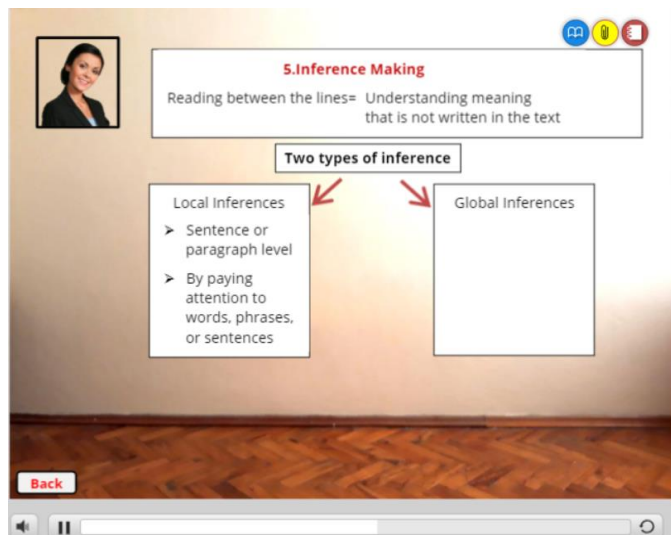 5.Inference Making
Reading between the lines= Understanding meaning
that is not written in the text
Two types of inference
Local Inferences
➤ Sentence or
paragraph level
➤ By paying
attention to
words, phrases,
or sentences
Global Inferences
Back